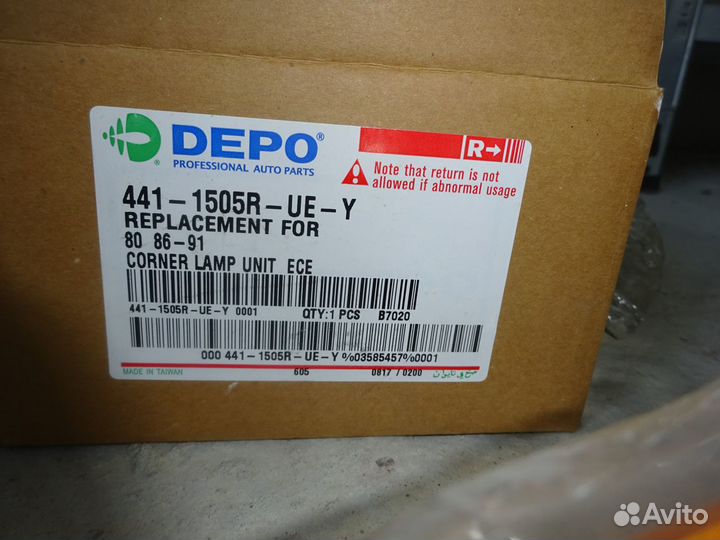 DEPO®
PROFESSIONAL AUTO PARTS
R→
Note that return is not
allowed if abnormal usage
441-1505R-UE-Y
REPLACEMENT FOR
80 86-91
CORNER LAMP UNIT ECE
441-1505R-UE-Y 0001 QTY:1 PCS B7020
000 441-1505R-UE-Y%03585457%0001
MADE IN TAIWAN 605 0817 / 0200
Avito